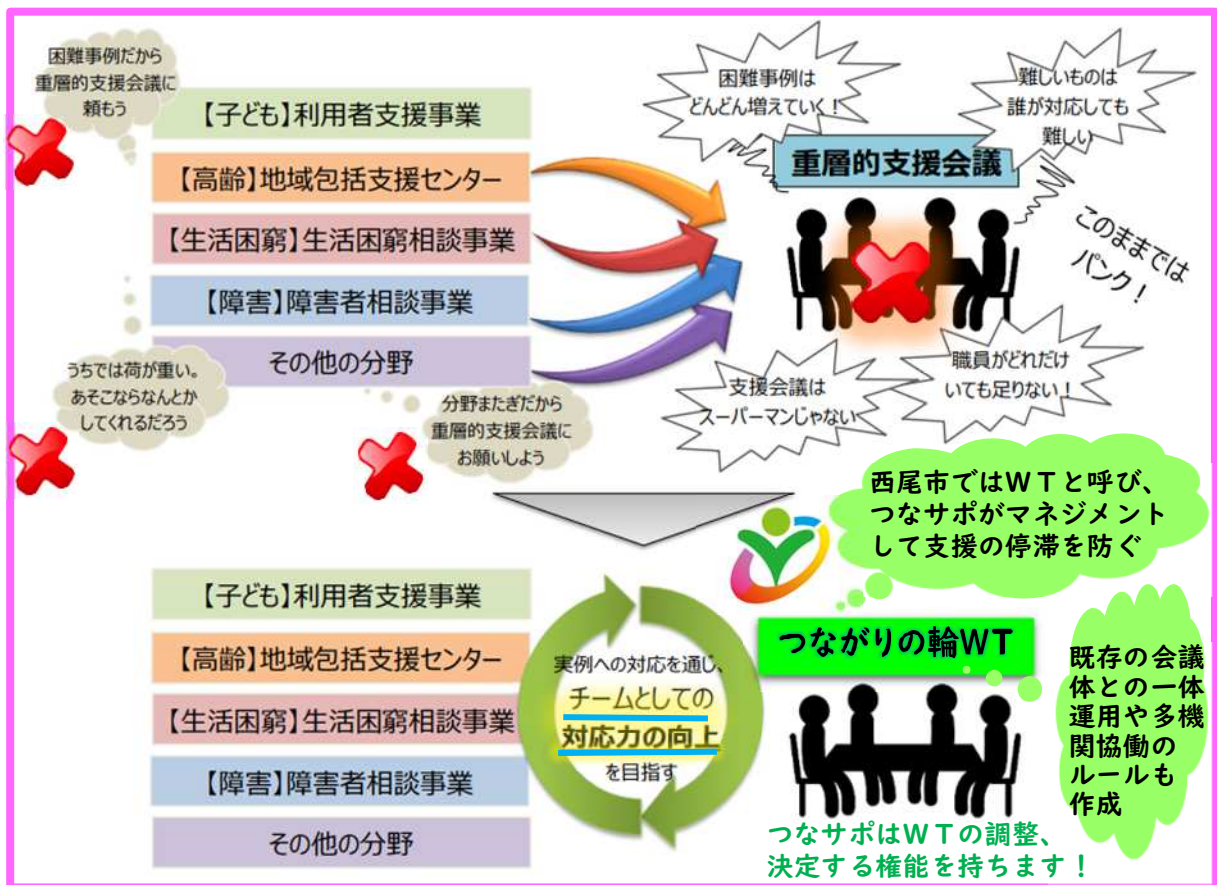 困難事例だから
重層的支援会議に
頼もう
【子ども】利用者支援事業
【高齢】地域包括支援センター
【生活困窮】生活困窮相談事業
【障害】障害者相談事業
その他の分野
うちでは荷が重い。
あそこならなんとか
してくれるだろう
分野またぎだから
重層的支援会議に
お願いしよう
困難事例は
どんどん増えていく！
難しいものは
誰が対応しても
難しい
重層的支援会議
このままでは
パンク！
支援会議は
スーパーマンじゃない
職員がどれだけ
いても足りない！
西尾市ではＷＴと呼び、
つなサポがマネジメント
して支援の停滞を防ぐ
【子ども】利用者支援事業
【高齢】地域包括支援センター
【生活困窮】生活困窮相談事業
【障害】障害者相談事業
その他の分野
実例への対応を通じ、
チームとしての
対応力の向上
を目指す
つながりの輪ＷＴ
既存の会議
体との一体
運用や多機
関協働の
ルールも
作成
つなサポはＷＴの調整、
決定する権能を持ちます！